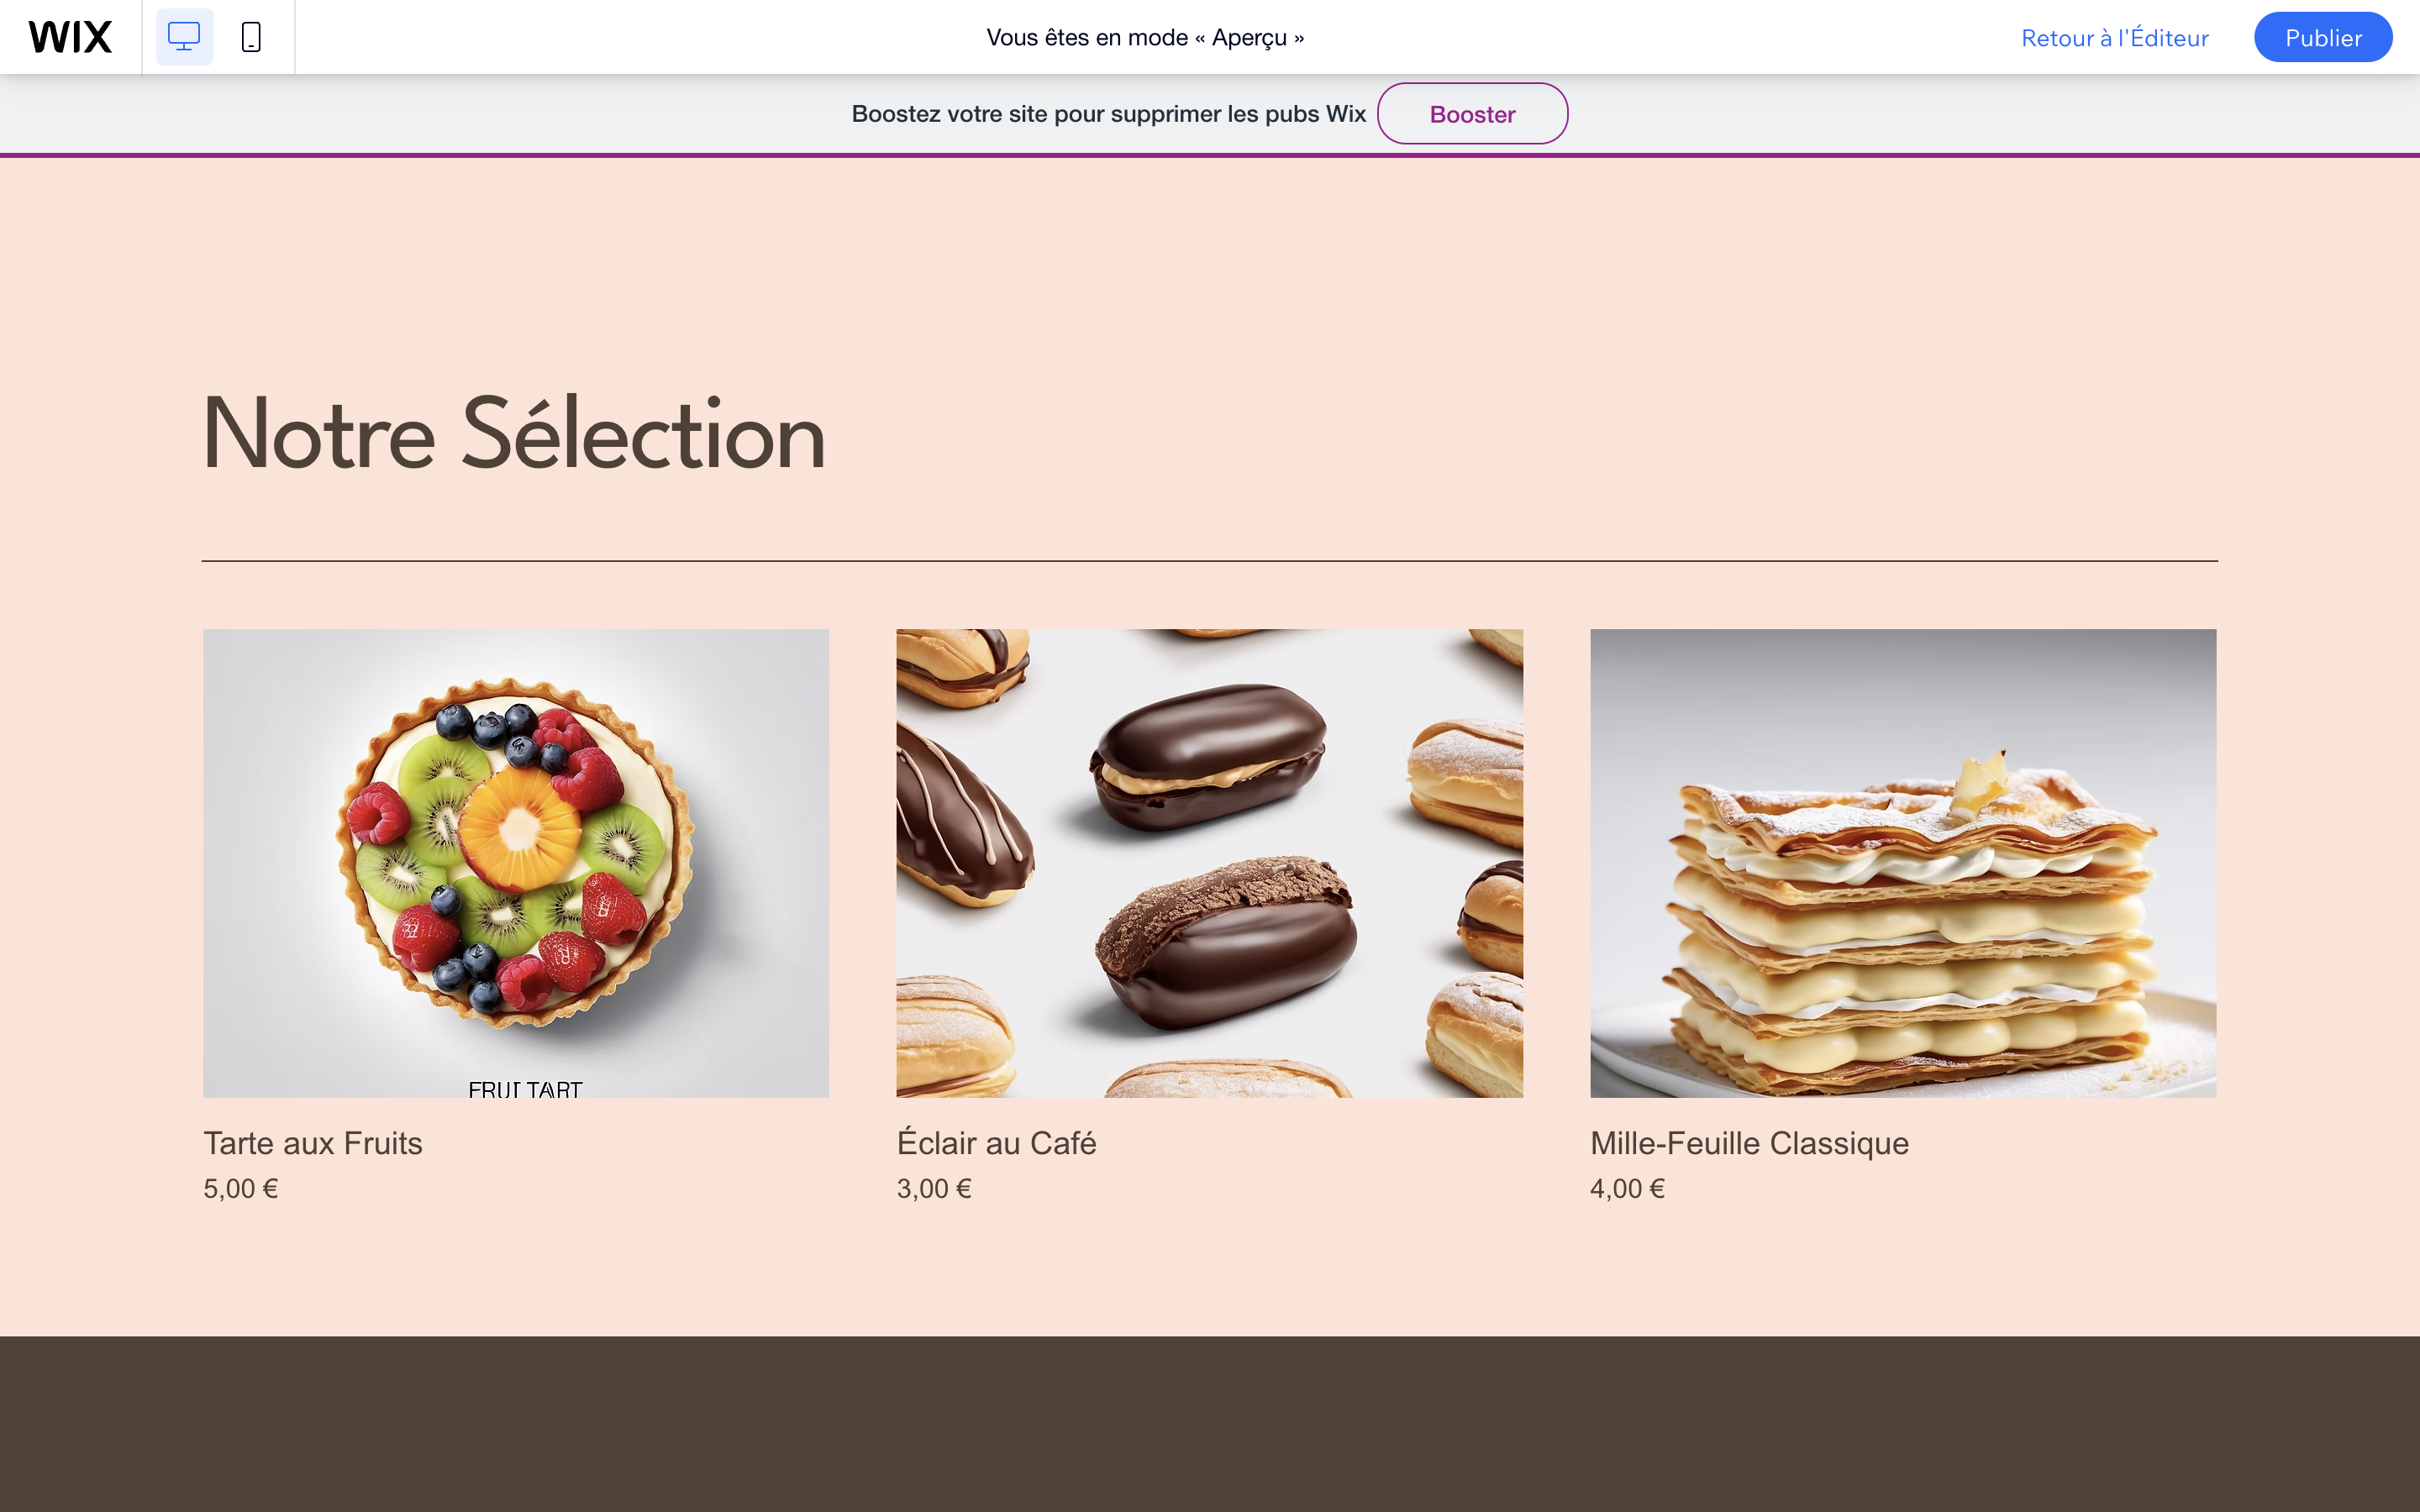 WIX
Vous êtes en mode « Aperçu »
Retour à l'Éditeur
Publier
Boostez votre site pour supprimer les pubs Wix
Booster
Notre Sélection
FRUI TART
Tarte aux Fruits
5,00 €
Éclair au Café
3,00 €
Mille-Feuille Classique
4,00 €